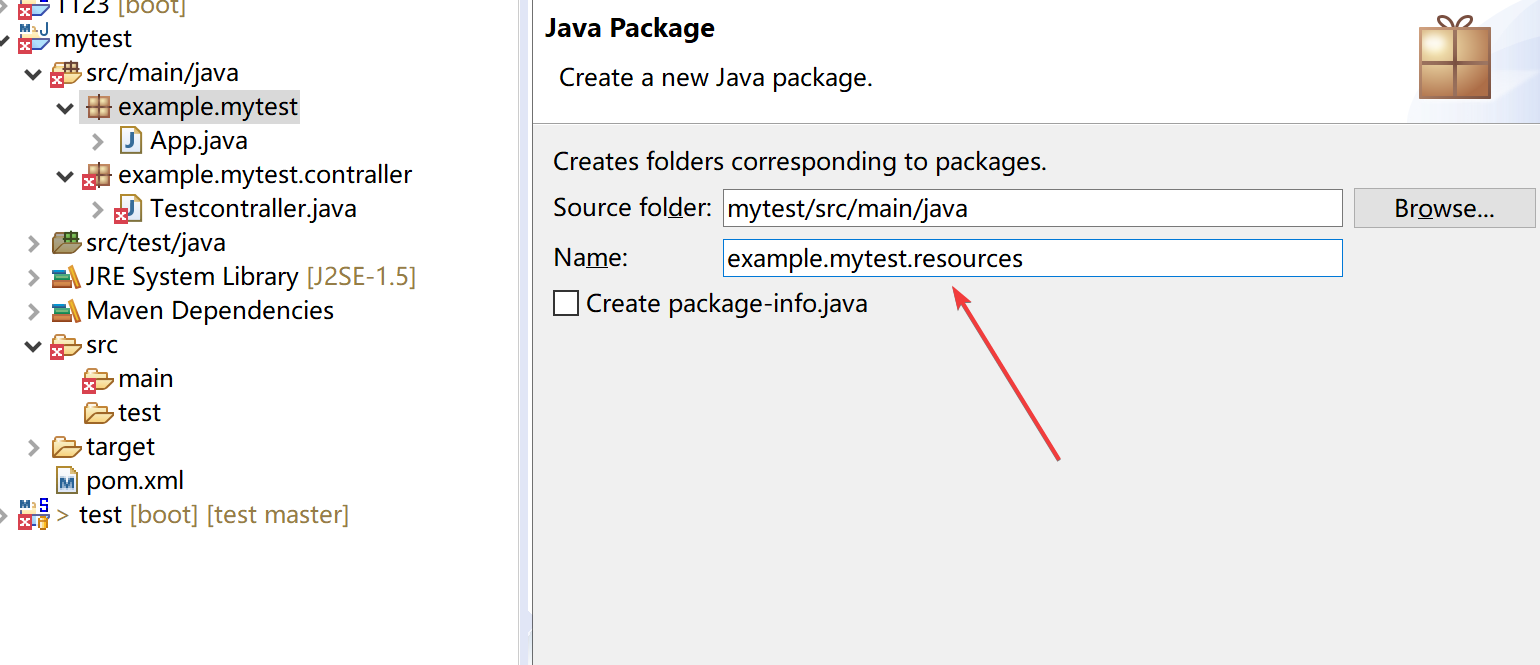 1123 [boot]
mytest
src/main/java
example.mytest
App.java
example.mytest.contraller
Testcontraller.java
src/test/java
JRE System Library [J2SE-1.5]
Maven Dependencies
src
main
test
target
pom.xml
> test [boot] [test master]
Java Package
Create a new Java package.
Creates folders corresponding to packages.
Source folder: mytest/src/main/java Browse...
Name: example.mytest.resources
Create package-info.java